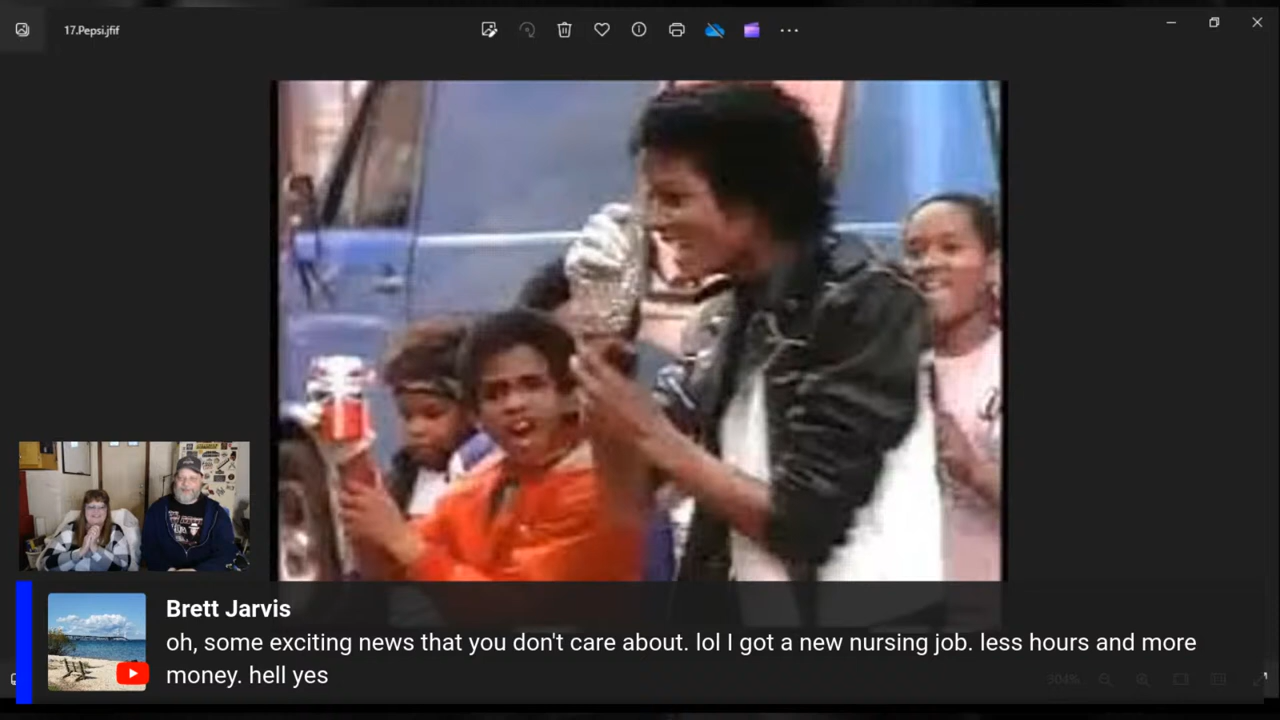 17.Pepsi.jfif
Brett Jarvis
oh, some exciting news that you don't care about. lol I got a new nursing job. less hours and more
money. hell yes
304%